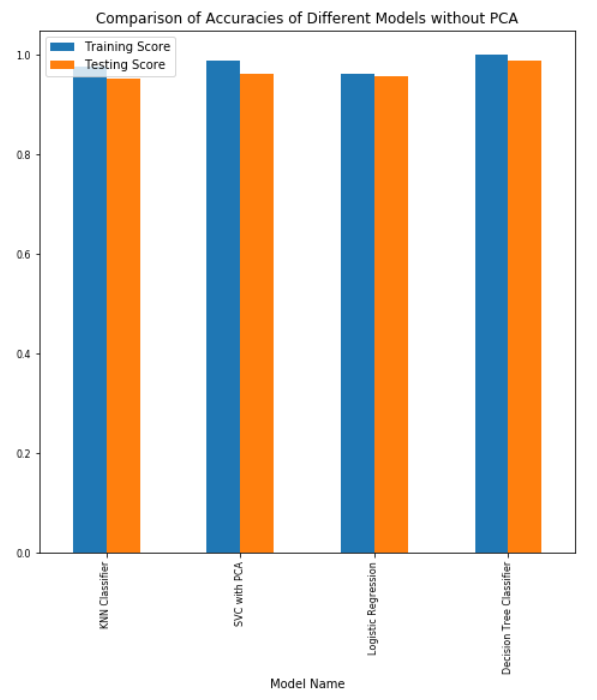 Comparison of Accuracies of Different Models without PCA
Training Score
Testing Score
1.0
0.8
0.6
0.4
0.2
0.0
KNN Classifier
SVC with PCA
Logistic Regression
Decision Tree Classifier
Model Name